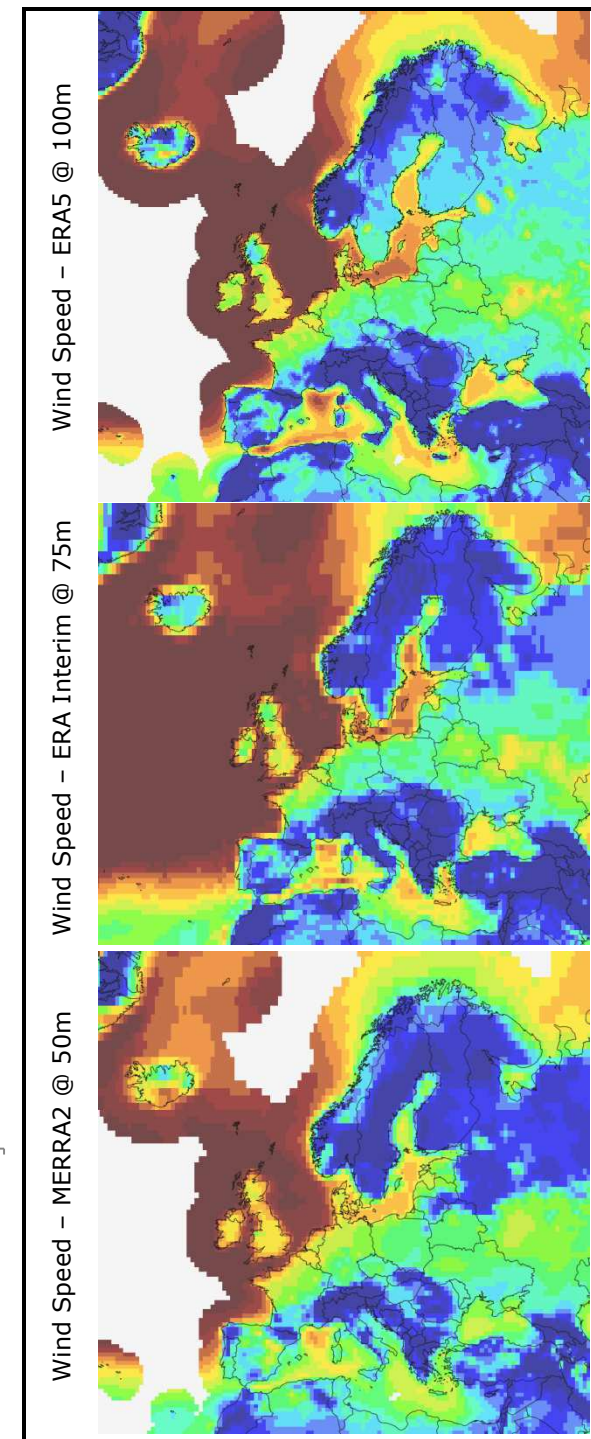 Wind Speed – ERA5 @ 100m
Wind Speed – ERA Interim @ 75m
Wind Speed – MERRA2 @ 50m